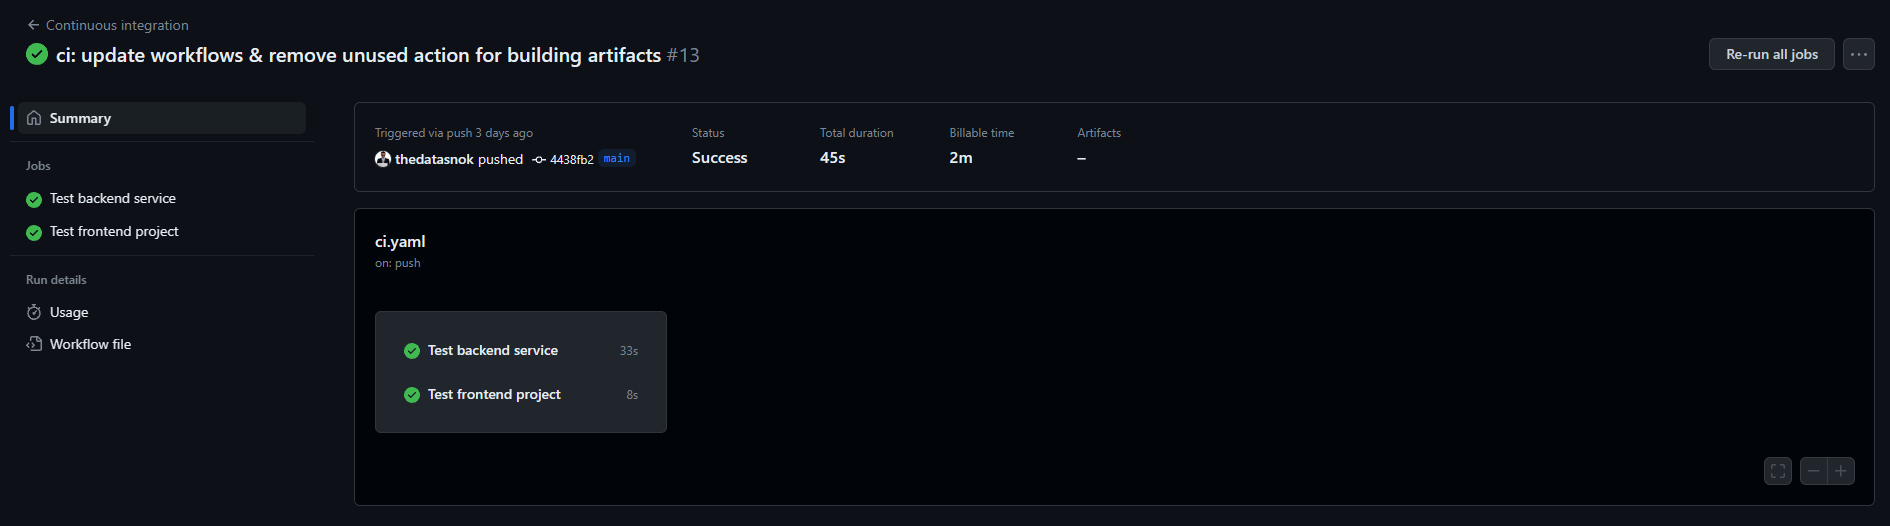 Continuous integration
ci: update workflows & remove unused action for building artifacts #13
Re-run all jobs
Summary
Jobs
Test backend service
Test frontend project
Run details
Usage
Workflow file
Triggered via push 3 days ago
thedatasnok pushed 4438fb2 main
Status
Success
Total duration
45s
Billable time
2m
Artifacts
–
ci.yaml
on: push
Test backend service 33s
Test frontend project 8s